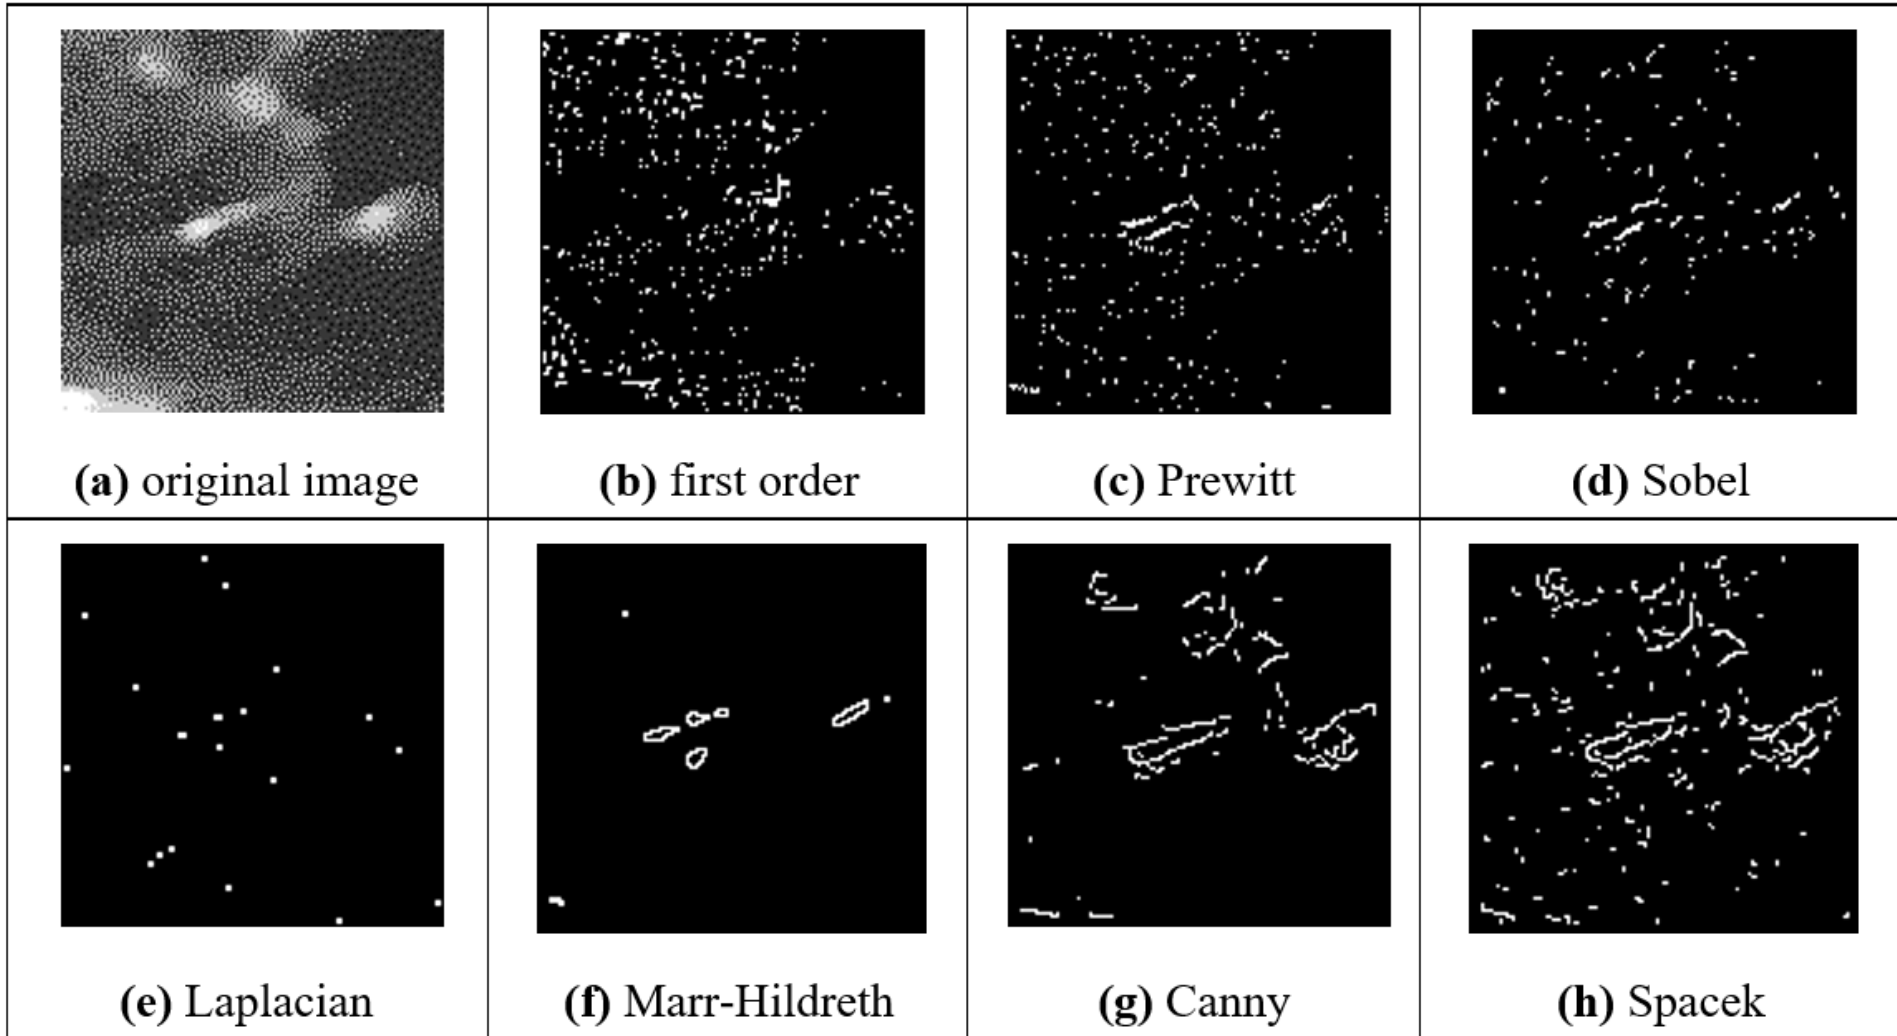 (a) original image
(b) first order
(c) Prewitt
(d) Sobel
(e) Laplacian
(f) Marr-Hildreth
(g) Canny
(h) Spacek